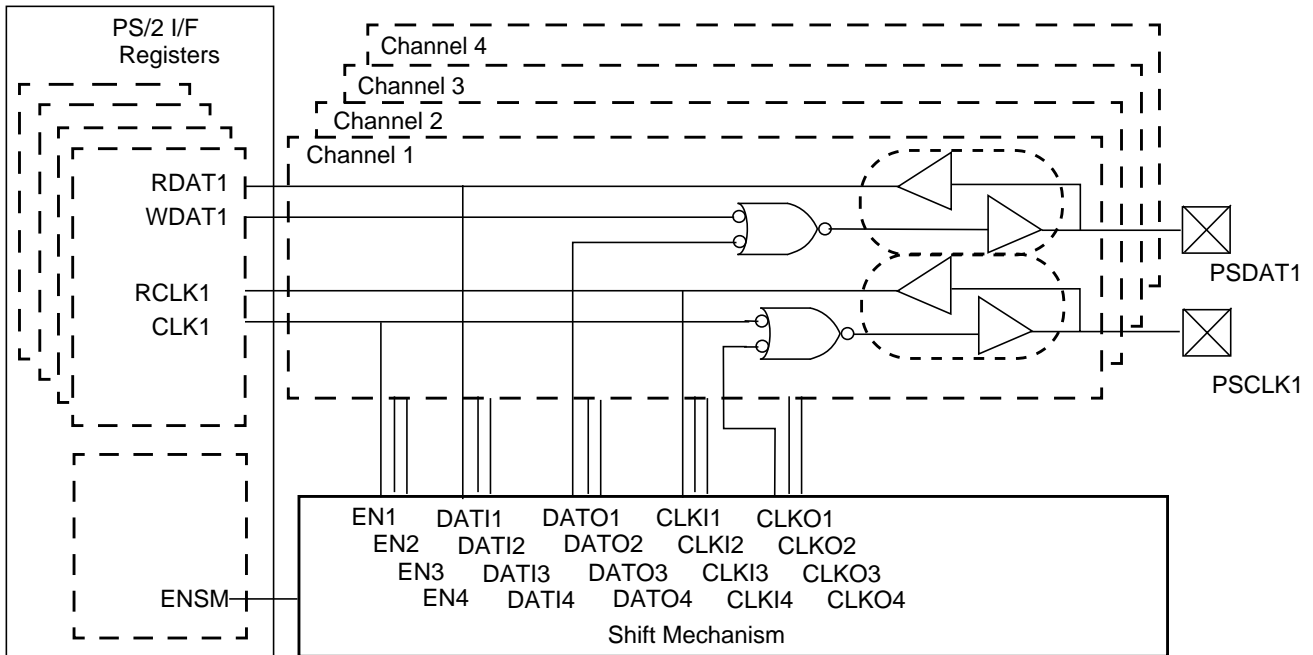 PS/2 I/F
Registers
Channel 4
Channel 3
Channel 2
Channel 1
RDAT1
WDAT1
RCLK1
CLK1
PSDAT1
PSCLK1
EN1 DATI1 DATO1 CLKI1 CLKO1
EN2 DATI2 DATO2 CLKI2 CLKO2
EN3 DATI3 DATO3 CLKI3 CLKO3
EN4 DATI4 DATO4 CLKI4 CLKO4
ENSM
Shift Mechanism